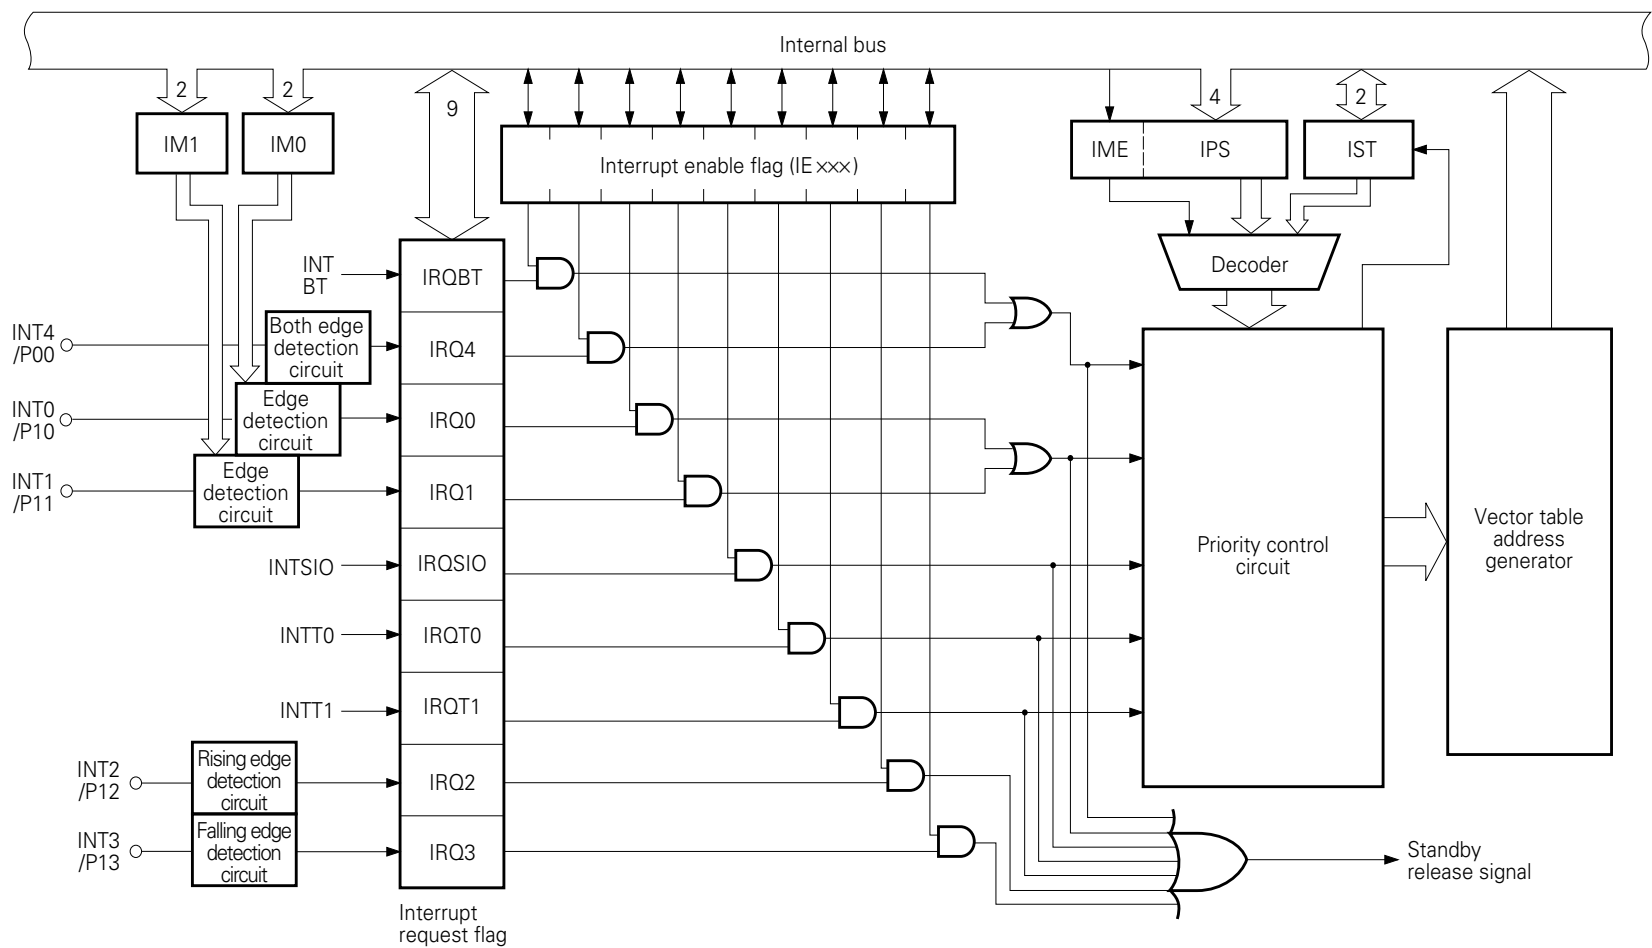 Internal bus
2
2
9
4
2
IM1
IM0
IME
IPS
IST
Interrupt enable flag (IE×××)
INT
BT
IRQBT
Decoder
INT4
/P00
Both edge
detection
circuit
IRQ4
INT0
/P10
Edge
detection
circuit
IRQ0
INT1
/P11
Edge
detection
circuit
IRQ1
INTSIO
IRQSIO
Priority control
circuit
Vector table
address
generator
INTT0
IRQT0
INTT1
IRQT1
INT2
/P12
Rising edge
detection
circuit
IRQ2
INT3
/P13
Falling edge
detection
circuit
IRQ3
Standby
release signal
Interrupt
request flag